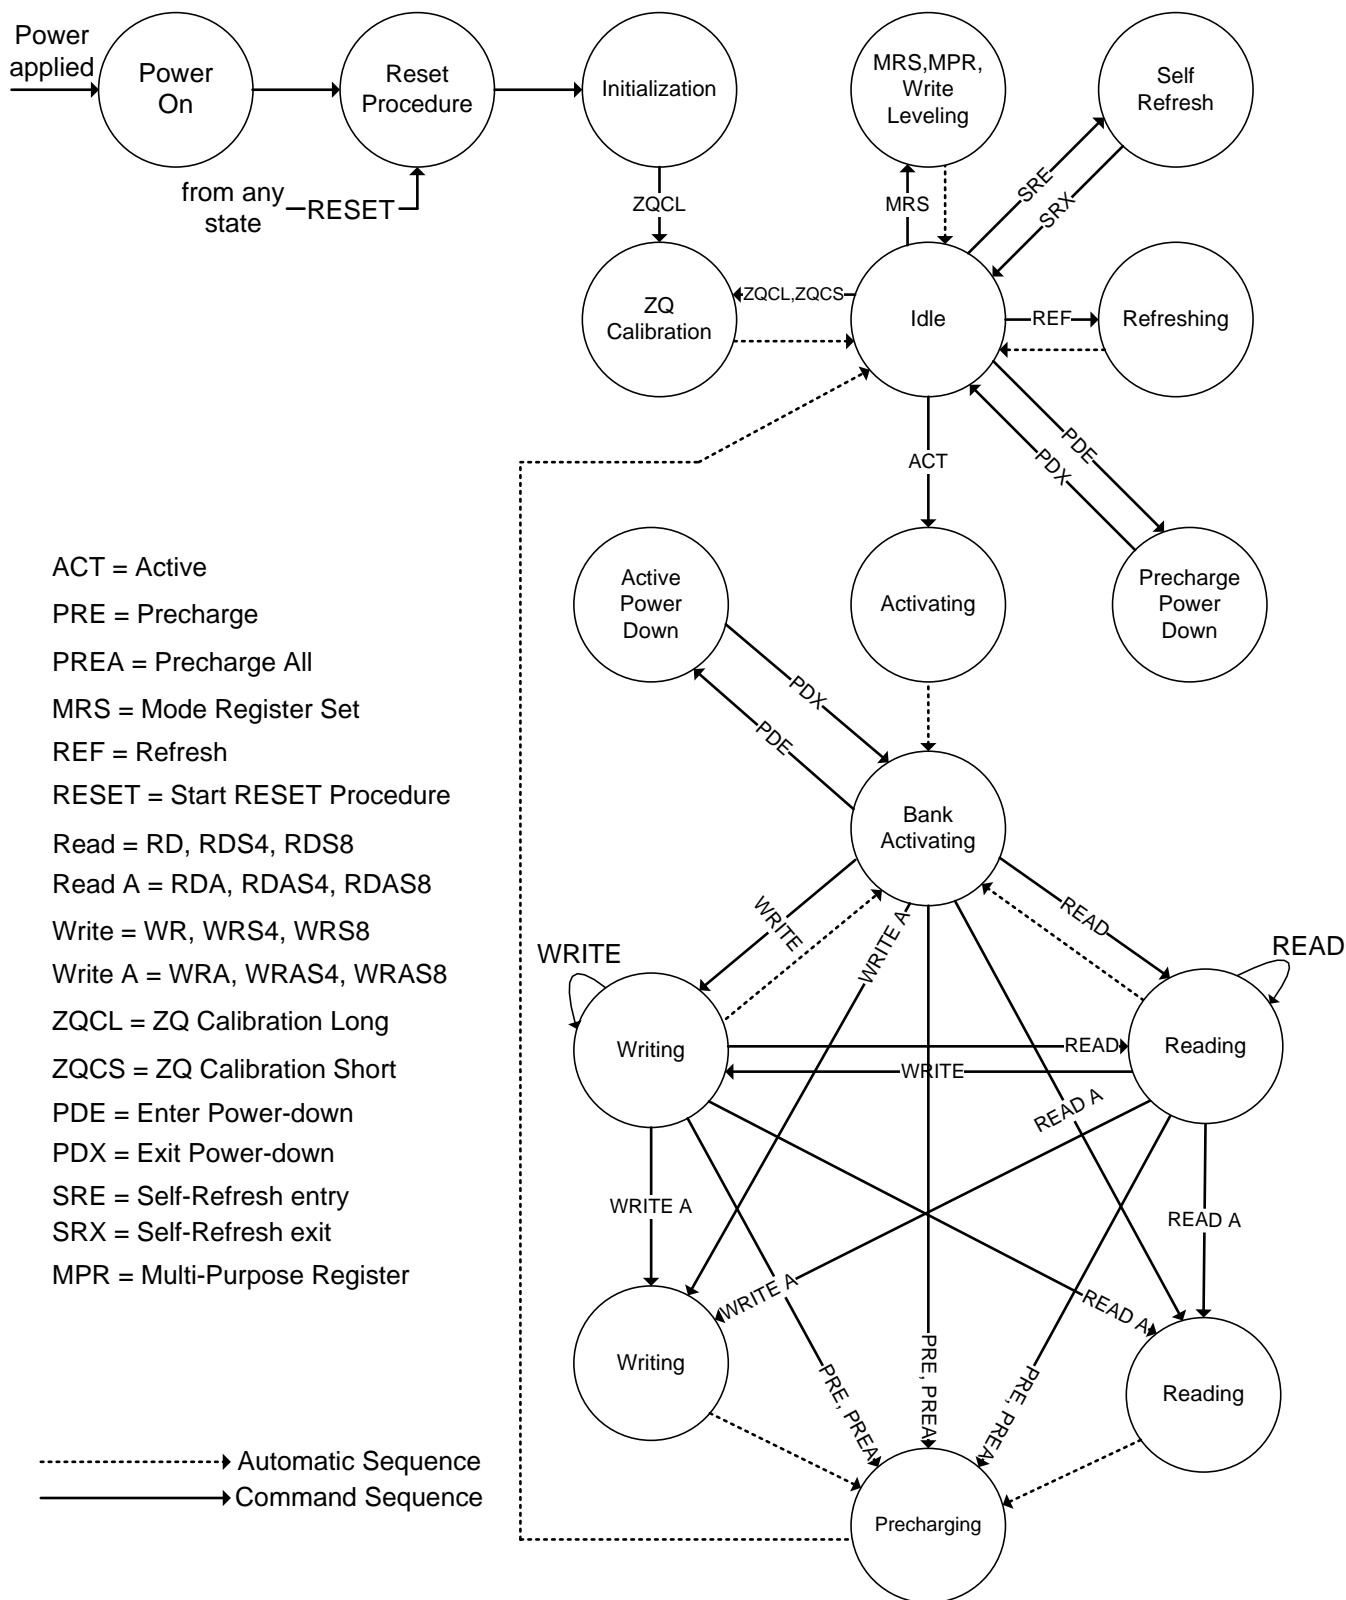 Power
applied
Power
On
Reset
Procedure
Initialization
MRS,MPR,
Write
Leveling
Self
Refresh
from any
state
RESET
ZQCL
MRS
SRE
SRX
ZQ
Calibration
ZQCL,ZQCS
Idle
REF
Refreshing
ACT
PDE
PDX
Active
Power
Down
Activating
Precharge
Power
Down
PDX
PDE
Bank
Activating
ACT = Active
PRE = Precharge
PREA = Precharge All
MRS = Mode Register Set
REF = Refresh
RESET = Start RESET Procedure
Read = RD, RDS4, RDS8
Read A = RDA, RDAS4, RDAS8
Write = WR, WRS4, WRS8
Write A = WRA, WRAS4, WRAS8
ZQCL = ZQ Calibration Long
ZQCS = ZQ Calibration Short
PDE = Enter Power-down
PDX = Exit Power-down
SRE = Self-Refresh entry
SRX = Self-Refresh exit
MPR = Multi-Purpose Register
WRITE
WRITE
WRITE A
READ
READ
Writing
READ
Reading
WRITE
READ A
WRITE A
READ A
WRITE A
READ A
Writing
PRE, PREA
PRE, PREA
PRE, PREA
Reading
Precharging
Automatic Sequence
Command Sequence